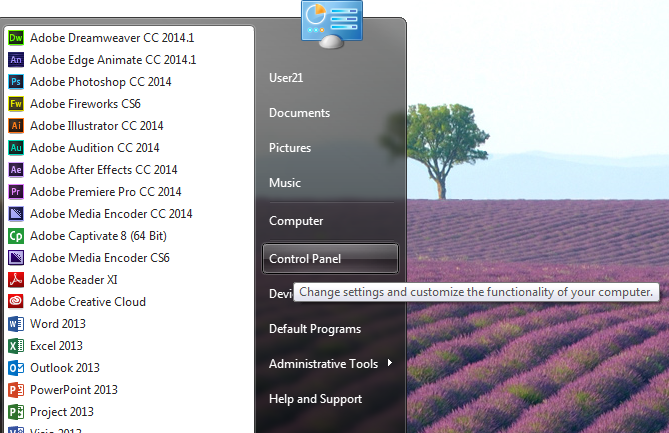 Dw Adobe Dreamweaver CC 2014.1
An Adobe Edge Animate CC 2014.1
Ps Adobe Photoshop CC 2014
Fw Adobe Fireworks CS6
Ai Adobe Illustrator CC 2014
Au Adobe Audition CC 2014
Ae Adobe After Effects CC 2014
Pr Adobe Premiere Pro CC 2014
Adobe Media Encoder CC 2014
Cp Adobe Captivate 8 (64 Bit)
Adobe Media Encoder CS6
Adobe Reader XI
Adobe Creative Cloud
Word 2013
Excel 2013
Outlook 2013
PowerPoint 2013
Project 2013
Visio 2013
User21
Documents
Pictures
Music
Computer
Control Panel
Devi
Change settings and customize the functionality of your computer.
Default Programs
Administrative Tools
Help and Support